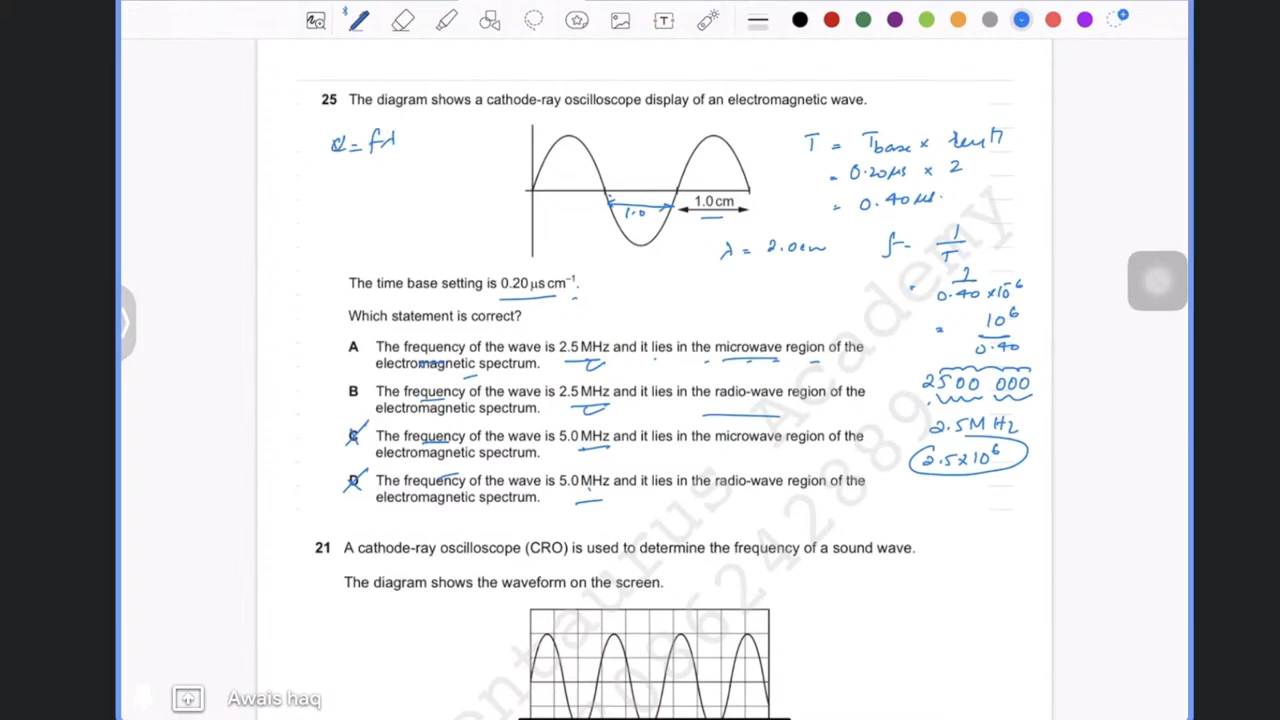 25 The diagram shows a cathode-ray oscilloscope display of an electromagnetic wave.
v = fλ
T = Tbase × length
= 0.20μs × 2
= 0.40 μs.
1.0
1.0 cm
λ = 2.0cm
f = 1/T
= 1/0.40 ×10⁻⁶
= 10⁶/0.40
The time base setting is 0.20 μs cm⁻¹.
Which statement is correct?
A The frequency of the wave is 2.5 MHz and it lies in the microwave region of the
electromagnetic spectrum.
2500 000
B The frequency of the wave is 2.5 MHz and it lies in the radio-wave region of the
electromagnetic spectrum.
2.5M Hz
C The frequency of the wave is 5.0 MHz and it lies in the microwave region of the
electromagnetic spectrum.
2.5×10⁶
D The frequency of the wave is 5.0 MHz and it lies in the radio-wave region of the
electromagnetic spectrum.
21 A cathode-ray oscilloscope (CRO) is used to determine the frequency of a sound wave.
The diagram shows the waveform on the screen.
entaurus Academy
086242889
Awais haq